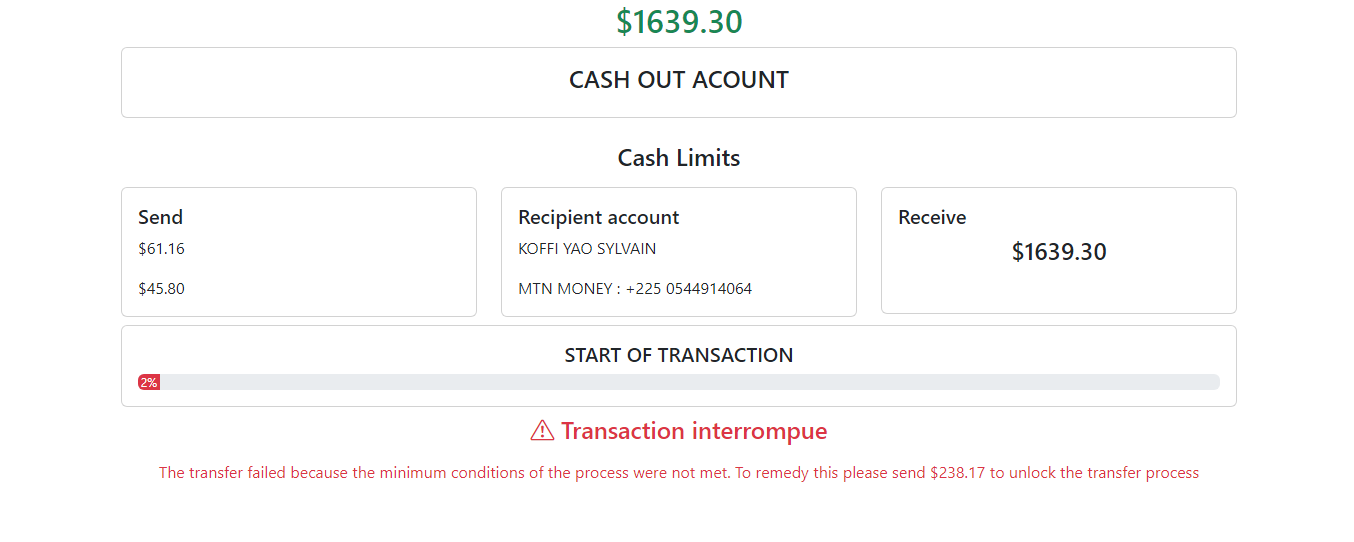 $1639.30
CASH OUT ACOUNT
Cash Limits
Send
$61.16
$45.80
Recipient account
KOFFI YAO SYLVAIN
MTN MONEY : +225 0544914064
Receive
$1639.30
START OF TRANSACTION
2%
Transaction interrompue
The transfer failed because the minimum conditions of the process were not met. To remedy this please send $238.17 to unlock the transfer process